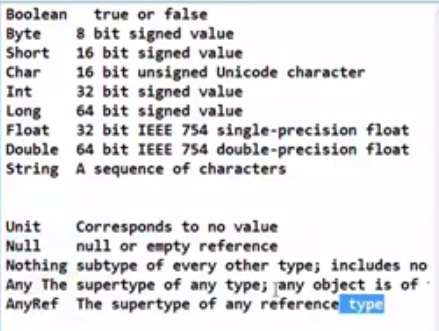 Boolean true or false
Byte 8 bit signed value
Short 16 bit signed value
Char 16 bit unsigned Unicode character
Int 32 bit signed value
Long 64 bit signed value
Float 32 bit IEEE 754 single-precision float
Double 64 bit IEEE 754 double-precision float
String A sequence of characters
Unit Corresponds to no value
Null null or empty reference
Nothing subtype of every other type; includes no
Any The supertype of any type; any object is of
AnyRef The supertype of any reference type